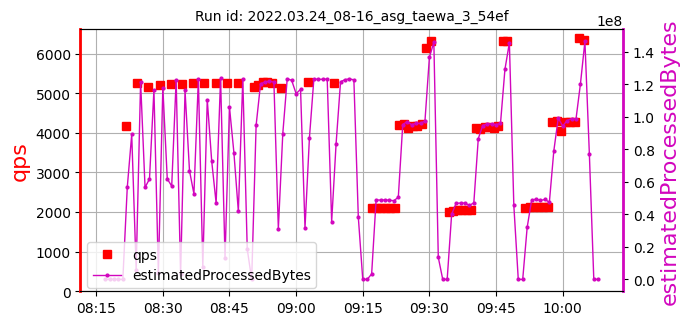 Run id: 2022.03.24_08-16_asg_taewa_3_54ef
1e8
qps
6000
5000
4000
3000
2000
1000
0
1.4
1.2
1.0
0.8
0.6
0.4
0.2
0.0
estimatedProcessedBytes
qps
estimatedProcessedBytes
08:15 08:30 08:45 09:00 09:15 09:30 09:45 10:00